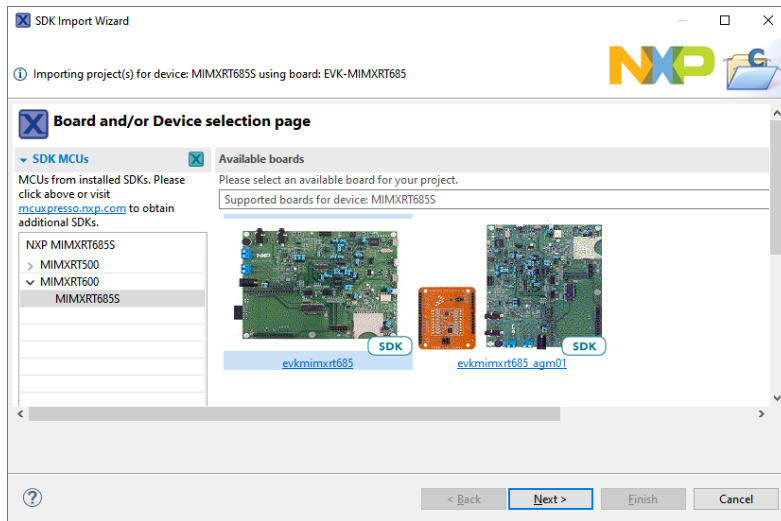 SDK Import Wizard
Importing project(s) for device: MIMXRT685S using board: EVK-MIMXRT685
NXP
C
Board and/or Device selection page
SDK MCUs
MCUs from installed SDKs. Please
click above or visit
mcuxpresso.nxp.com to obtain
additional SDKs.
NXP MIMXRT685S
MIMXRT500
MIMXRT600
MIMXRT685S
Available boards
Please select an available board for your project.
Supported boards for device: MIMXRT685S
SDK
evkmimxrt685
SDK
evkmimxrt685_agm01
< Back
Next >
Finish
Cancel